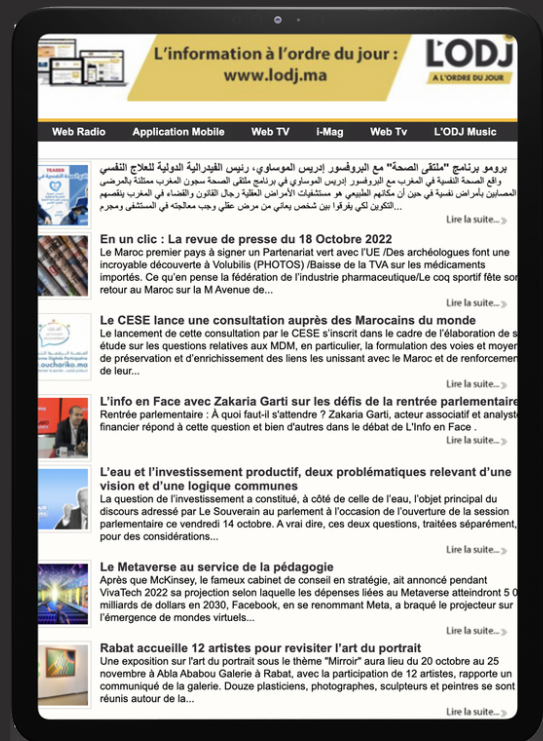 L'information à l'ordre du jour :
www.lodj.ma
L'ODJ
A L'ORDRE DU JOUR
Web Radio Application Mobile Web TV i-Mag Web Tv L'ODJ Music
TEASER
برومو برنامج "ملتقى الصحة" مع البروفسور إدريس الموساوي، رئيس الفيدرالية الدولية للعلاج النفسي
واقع الصحة النفسية في المغرب مع البروفسور إدريس الموساوي في برنامج ملتقى الصحة سجون المغرب ممتلئة بالمرضى
المصابين بأمراض نفسية في حين أن مكانهم الطبيعي هو مستشفيات الأمراض العقلية رجال القانون والقضاء في المغرب ينقصهم
التكوين لكي يفرقوا بين شخص يعاني من مرض عقلي وجب معالجته في المستشفى ومجرم...
Lire la suite...
En un clic : La revue de presse du 18 Octobre 2022
Le Maroc premier pays à signer un Partenariat vert avec l'UE /Des archéologues font une
incroyable découverte à Volubilis (PHOTOS) /Baisse de la TVA sur les médicaments
importés. Ce qu'en pense la fédération de l'industrie pharmaceutique/Le coq sportif fête so
retour au Maroc sur la M Avenue de...
Lire la suite...
Le CESE lance une consultation auprès des Marocains du monde
Le lancement de cette consultation par le CESE s'inscrit dans le cadre de l'élaboration de s
étude sur les questions relatives aux MDM, en particulier, la formulation des voies et moyen
de préservation et d'enrichissement des liens les unissant avec le Maroc et de renforcemen
de leur...
ouchariko.ma
Lire la suite...
L'info en Face avec Zakaria Garti sur les défis de la rentrée parlementaire
Rentrée parlementaire : À quoi faut-il s'attendre ? Zakaria Garti, acteur associatif et analyst
financier répond à cette question et bien d'autres dans le débat de L'Info en Face .
Lire la suite...
L'eau et l'investissement productif, deux problématiques relevant d'une
vision et d'une logique communes
La question de l'investissement a constitué, à côté de celle de l'eau, l'objet principal du
discours adressé par Le Souverain au parlement à l'occasion de l'ouverture de la session
parlementaire ce vendredi 14 octobre. A vrai dire, ces deux questions, traitées séparément,
pour des considérations...
Lire la suite...
Le Metaverse au service de la pédagogie
Après que McKinsey, le fameux cabinet de conseil en stratégie, ait annoncé pendant
VivaTech 2022 sa projection selon laquelle les dépenses liées au Metaverse atteindront 5 0
milliards de dollars en 2030, Facebook, en se renommant Meta, a braqué le projecteur sur
l'émergence de mondes virtuels...
Lire la suite...
Rabat accueille 12 artistes pour revisiter l'art du portrait
Une exposition sur l'art du portrait sous le thème "Mirroir" aura lieu du 20 octobre au 25
novembre à Abla Ababou Galerie à Rabat, avec la participation de 12 artistes, rapporte un
communiqué de la galerie. Douze plasticiens, photographes, sculpteurs et peintres se sont
réunis autour de la...
Lire la suite...